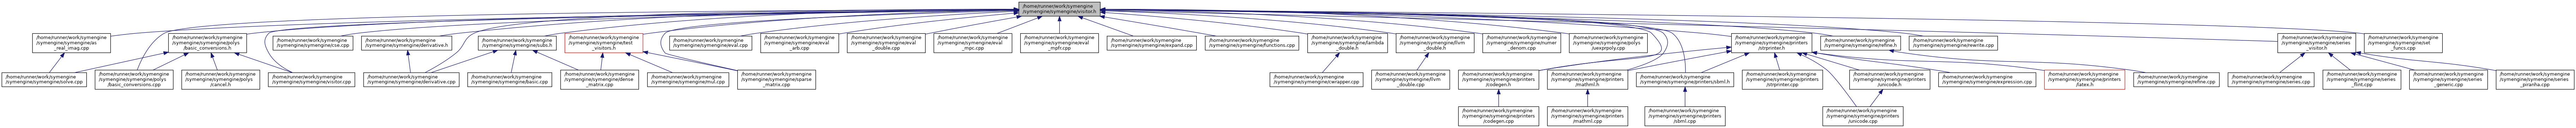 /home/runner/work/symengine
/symengine/symengine/visitor.h
/home/runner/work/symengine
/symengine/symengine/as
_real_imag.cpp
/home/runner/work/symengine
/symengine/symengine/polys
/basic_conversions.h
/home/runner/work/symengine
/symengine/symengine/cse.cpp
/home/runner/work/symengine
/symengine/symengine/derivative.h
/home/runner/work/symengine
/symengine/symengine/subs.h
/home/runner/work/symengine
/symengine/symengine/test
_visitors.h
/home/runner/work/symengine
/symengine/symengine/eval.cpp
/home/runner/work/symengine
/symengine/symengine/eval
_arb.cpp
/home/runner/work/symengine
/symengine/symengine/eval
_double.cpp
/home/runner/work/symengine
/symengine/symengine/eval
_mpc.cpp
/home/runner/work/symengine
/symengine/symengine/eval
_mpfr.cpp
/home/runner/work/symengine
/symengine/symengine/expand.cpp
/home/runner/work/symengine
/symengine/symengine/functions.cpp
/home/runner/work/symengine
/symengine/symengine/lambda
_double.h
/home/runner/work/symengine
/symengine/symengine/llvm
_double.h
/home/runner/work/symengine
/symengine/symengine/numer
_denom.cpp
/home/runner/work/symengine
/symengine/symengine/polys
/uexprpoly.cpp
/home/runner/work/symengine
/symengine/symengine/printers
/strprinter.h
/home/runner/work/symengine
/symengine/symengine/refine.h
/home/runner/work/symengine
/symengine/symengine/rewrite.cpp
/home/runner/work/symengine
/symengine/symengine/series
_visitor.h
/home/runner/work/symengine
/symengine/symengine/set
_funcs.cpp
/home/runner/work/symengine
/symengine/symengine/solve.cpp
/home/runner/work/symengine
/symengine/symengine/polys
/basic_conversions.cpp
/home/runner/work/symengine
/symengine/symengine/polys
/cancel.h
/home/runner/work/symengine
/symengine/symengine/visitor.cpp
/home/runner/work/symengine
/symengine/symengine/derivative.cpp
/home/runner/work/symengine
/symengine/symengine/basic.cpp
/home/runner/work/symengine
/symengine/symengine/dense
_matrix.cpp
/home/runner/work/symengine
/symengine/symengine/mul.cpp
/home/runner/work/symengine
/symengine/symengine/sparse
_matrix.cpp
/home/runner/work/symengine
/symengine/symengine/cwrapper.cpp
/home/runner/work/symengine
/symengine/symengine/llvm
_double.cpp
/home/runner/work/symengine
/symengine/symengine/printers
/codegen.h
/home/runner/work/symengine
/symengine/symengine/printers
/mathml.h
/home/runner/work/symengine
/symengine/symengine/printers/sbml.h
/home/runner/work/symengine
/symengine/symengine/printers
/strprinter.cpp
/home/runner/work/symengine
/symengine/symengine/printers
/unicode.h
/home/runner/work/symengine
/symengine/symengine/expression.cpp
/home/runner/work/symengine
/symengine/symengine/printers
/latex.h
/home/runner/work/symengine
/symengine/symengine/refine.cpp
/home/runner/work/symengine
/symengine/symengine/series.cpp
/home/runner/work/symengine
/symengine/symengine/series
_flint.cpp
/home/runner/work/symengine
/symengine/symengine/series
_generic.cpp
/home/runner/work/symengine
/symengine/symengine/series
_piranha.cpp
/home/runner/work/symengine
/symengine/symengine/printers
/codegen.cpp
/home/runner/work/symengine
/symengine/symengine/printers
/mathml.cpp
/home/runner/work/symengine
/symengine/symengine/printers
/sbml.cpp
/home/runner/work/symengine
/symengine/symengine/printers
/unicode.cpp